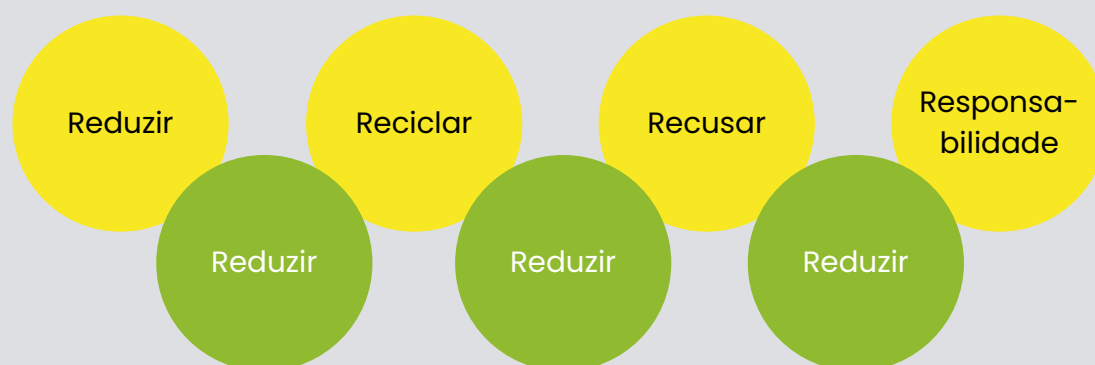 Reduzir
Reciclar
Recusar
Responsa-
bilidade
Reduzir
Reduzir
Reduzir